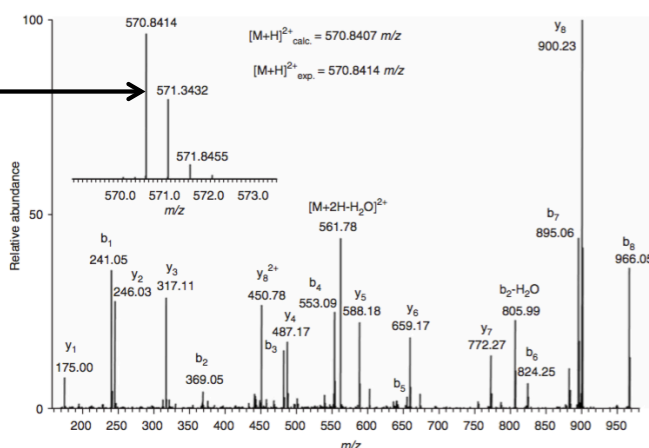 100
570.8414
[M+H]²⁺calc. = 570.8407 m/z
[M+H]²⁺exp. = 570.8414 m/z
571.3432
571.8455
570.0 571.0 572.0 573.0
m/z
y₈
900.23
Relative abundance
50
0
[M+2H-H₂O]²⁺
561.78
b₁
241.05
y₂
246.03
y₃
317.11
y₈²⁺
450.78
b₃
y₄
487.17
b₄
553.09
y₅
588.18
y₆
659.17
b₇
895.06
b₈
966.05
b₂-H₂O
805.99
y₇
772.27
b₆
824.25
y₁
175.00
b₂
369.05
b₅
200 250 300 350 400 450 500 550 600 650 700 750 800 850 900 950
m/z